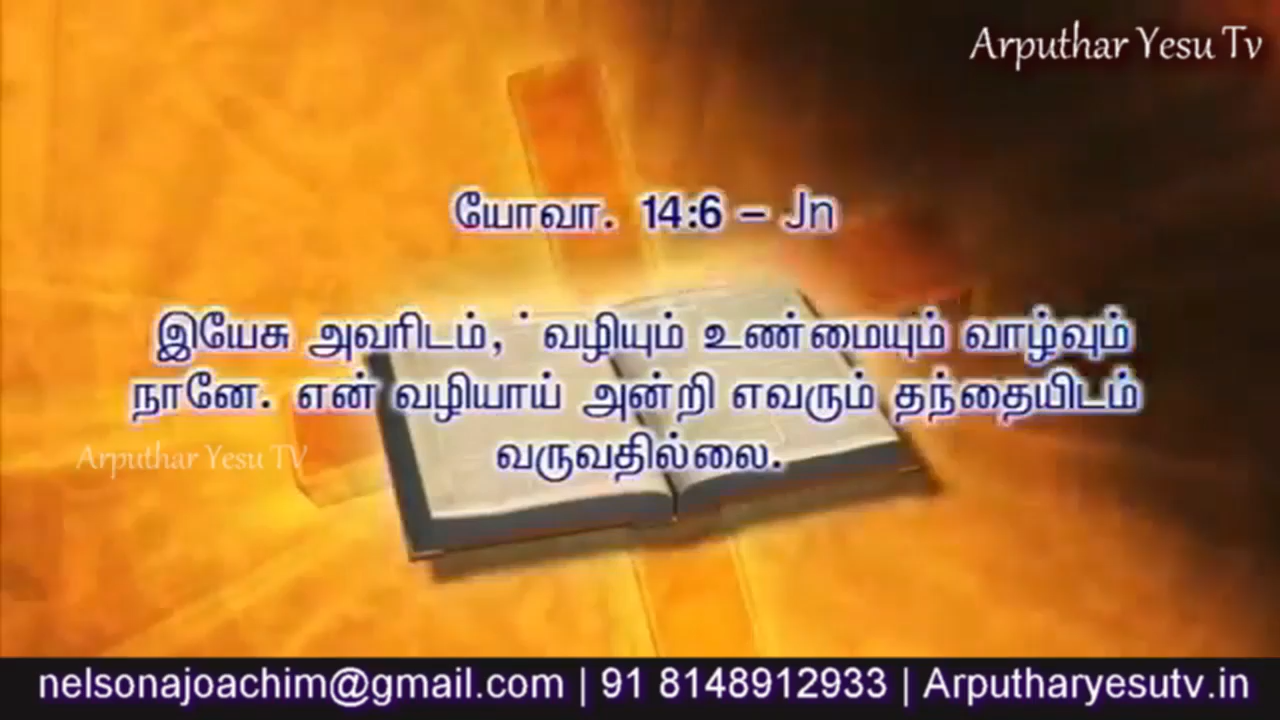 Arputhar Yesu Tv
யோவா. 14:6 – Jn
இயேசு அவரிடம், ' வழியும் உண்மையும் வாழ்வும்
நானே. என் வழியாய் அன்றி எவரும் தந்தையிடம்
வருவதில்லை.
Arputhar Yesu TV
nelsonajoachim@gmail.com | 91 8148912933 | Arputharyesutv.in